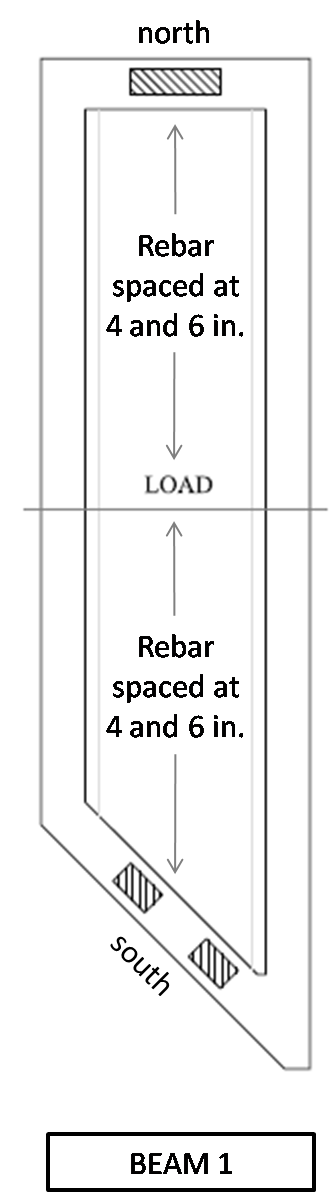 north
Rebar
spaced at
4 and 6 in.
LOAD
Rebar
spaced at
4 and 6 in.
south
BEAM 1